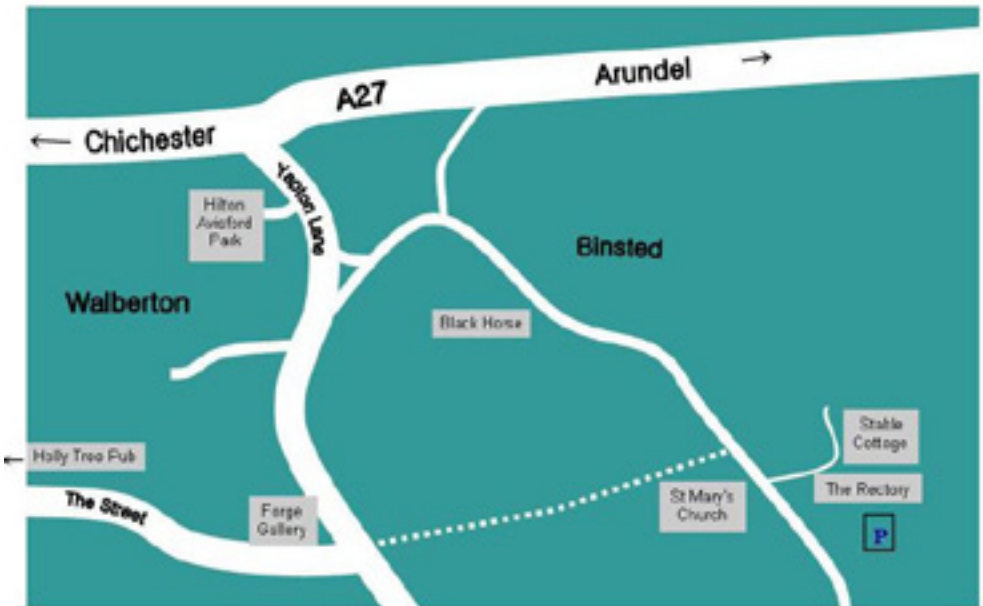 Arundel →
A27
← Chichester
Yapton Lane
Hilton
Avisford
Park
Binsted
Walberton
Black Horse
Stable
Cottage
← Holly Tree Pub
The Rectory
The Street
St Mary's
Church
Forge
Gallery
P